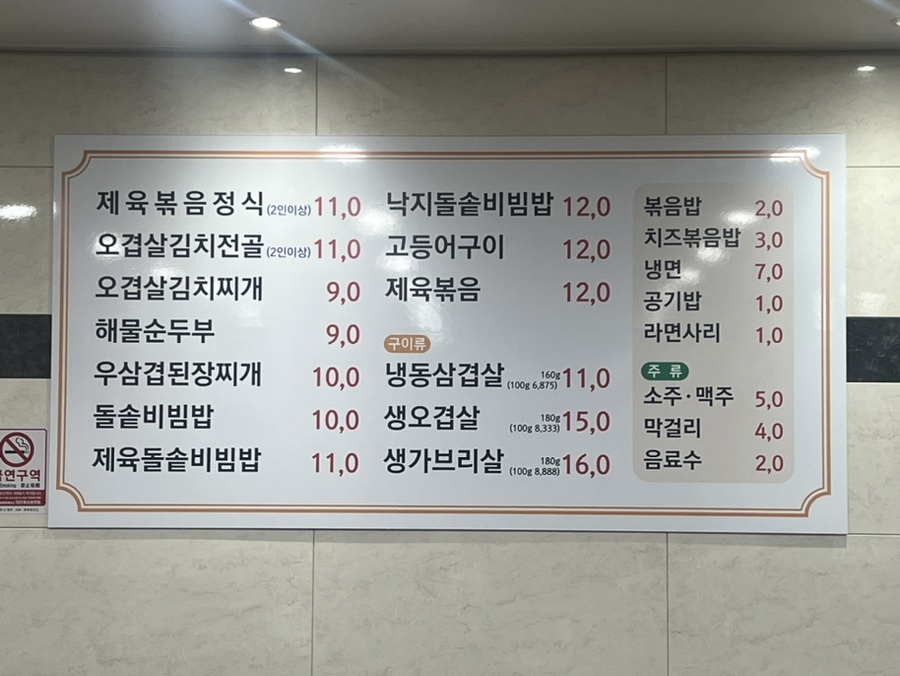 제육볶음정식(2인이상) 11,0
오겹살김치전골(2인이상) 11,0
오겹살김치찌개 9,0
해물순두부 9,0
우삼겹된장찌개 10,0
돌솥비빔밥 10,0
제육돌솥비빔밥 11,0
낙지돌솥비빔밥 12,0
고등어구이 12,0
제육볶음 12,0
구이류
냉동삼겹살 160g (100g 6,875) 11,0
생오겹살 180g (100g 8,333) 15,0
생가브리살 180g (100g 8,888) 16,0
볶음밥 2,0
치즈볶음밥 3,0
냉면 7,0
공기밥 1,0
라면사리 1,0
주 류
소주·맥주 5,0
막걸리 4,0
음료수 2,0
연구역